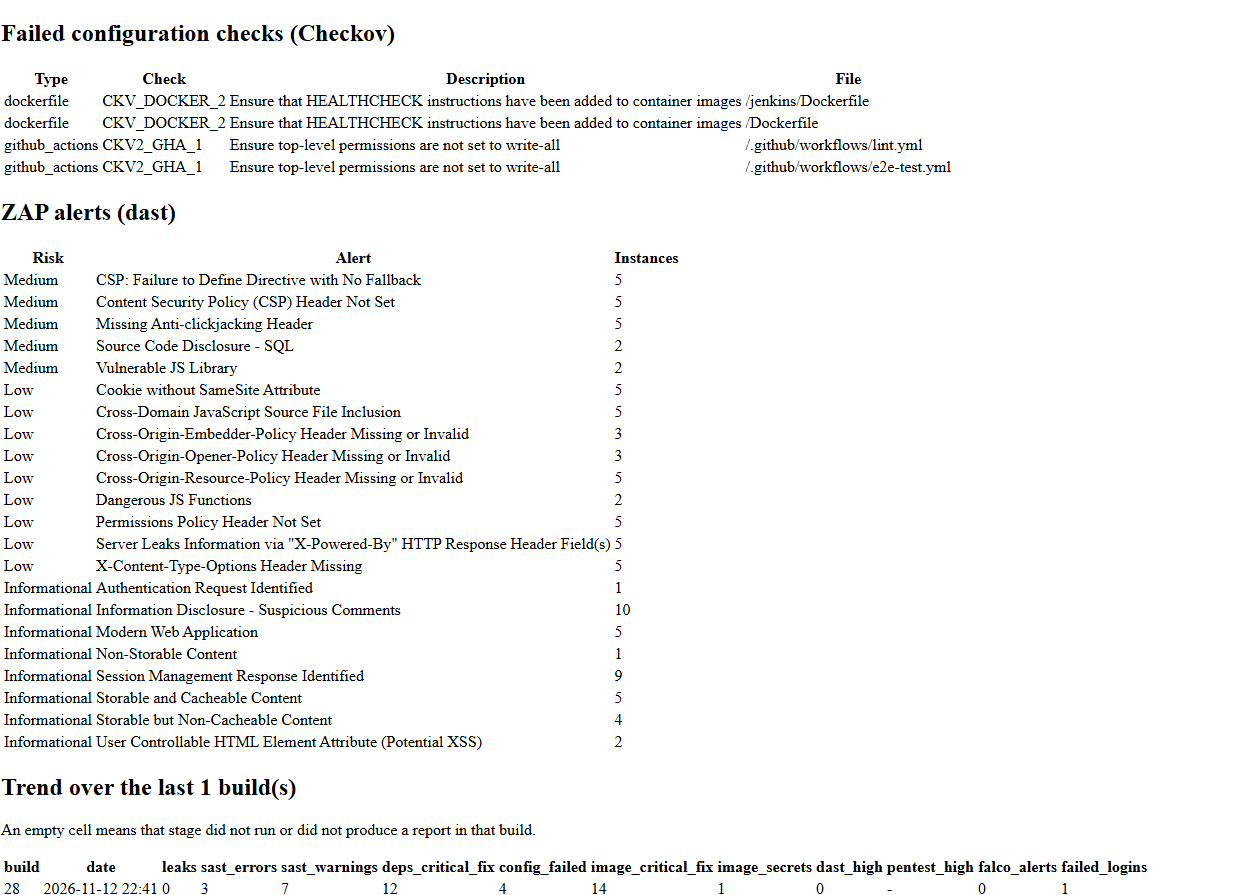 Failed configuration checks (Checkov)
Type Check Description File
dockerfile CKV_DOCKER_2 Ensure that HEALTHCHECK instructions have been added to container images /jenkins/Dockerfile
dockerfile CKV_DOCKER_2 Ensure that HEALTHCHECK instructions have been added to container images /Dockerfile
github_actions CKV2_GHA_1 Ensure top-level permissions are not set to write-all /.github/workflows/lint.yml
github_actions CKV2_GHA_1 Ensure top-level permissions are not set to write-all /.github/workflows/e2e-test.yml
ZAP alerts (dast)
Risk Alert Instances
Medium CSP: Failure to Define Directive with No Fallback 5
Medium Content Security Policy (CSP) Header Not Set 5
Medium Missing Anti-clickjacking Header 5
Medium Source Code Disclosure - SQL 2
Medium Vulnerable JS Library 2
Low Cookie without SameSite Attribute 5
Low Cross-Domain JavaScript Source File Inclusion 5
Low Cross-Origin-Embedder-Policy Header Missing or Invalid 3
Low Cross-Origin-Opener-Policy Header Missing or Invalid 3
Low Cross-Origin-Resource-Policy Header Missing or Invalid 5
Low Dangerous JS Functions 2
Low Permissions Policy Header Not Set 5
Low Server Leaks Information via "X-Powered-By" HTTP Response Header Field(s) 5
Low X-Content-Type-Options Header Missing 5
Informational Authentication Request Identified 1
Informational Information Disclosure - Suspicious Comments 10
Informational Modern Web Application 5
Informational Non-Storable Content 1
Informational Session Management Response Identified 9
Informational Storable and Cacheable Content 5
Informational Storable but Non-Cacheable Content 4
Informational User Controllable HTML Element Attribute (Potential XSS) 2
Trend over the last 1 build(s)
An empty cell means that stage did not run or did not produce a report in that build.
build date leaks sast_errors sast_warnings deps_critical_fix config_failed image_critical_fix image_secrets dast_high pentest_high falco_alerts failed_logins
28 2026-11-12 22:41 0 3 7 12 4 14 1 0 - 0 1